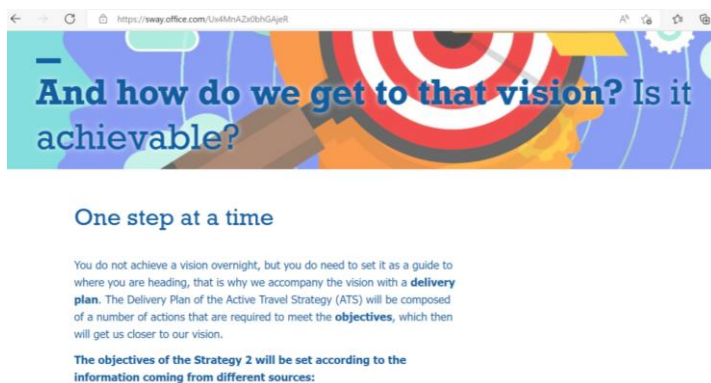 https://sway.office.com/Ux4MnAZx0bhGAjeR
And how do we get to that vision? Is it
achievable?
One step at a time
You do not achieve a vision overnight, but you do need to set it as a guide to
where you are heading, that is why we accompany the vision with a delivery
plan. The Delivery Plan of the Active Travel Strategy (ATS) will be composed
of a number of actions that are required to meet the objectives, which then
will get us closer to our vision.
The objectives of the Strategy 2 will be set according to the
information coming from different sources: